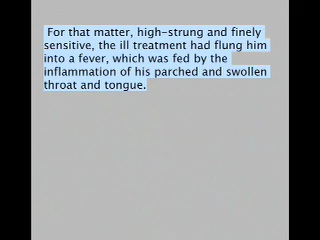 For that matter, high-strung and finely
sensitive, the ill treatment had flung him
into a fever, which was fed by the
inflammation of his parched and swollen
throat and tongue.